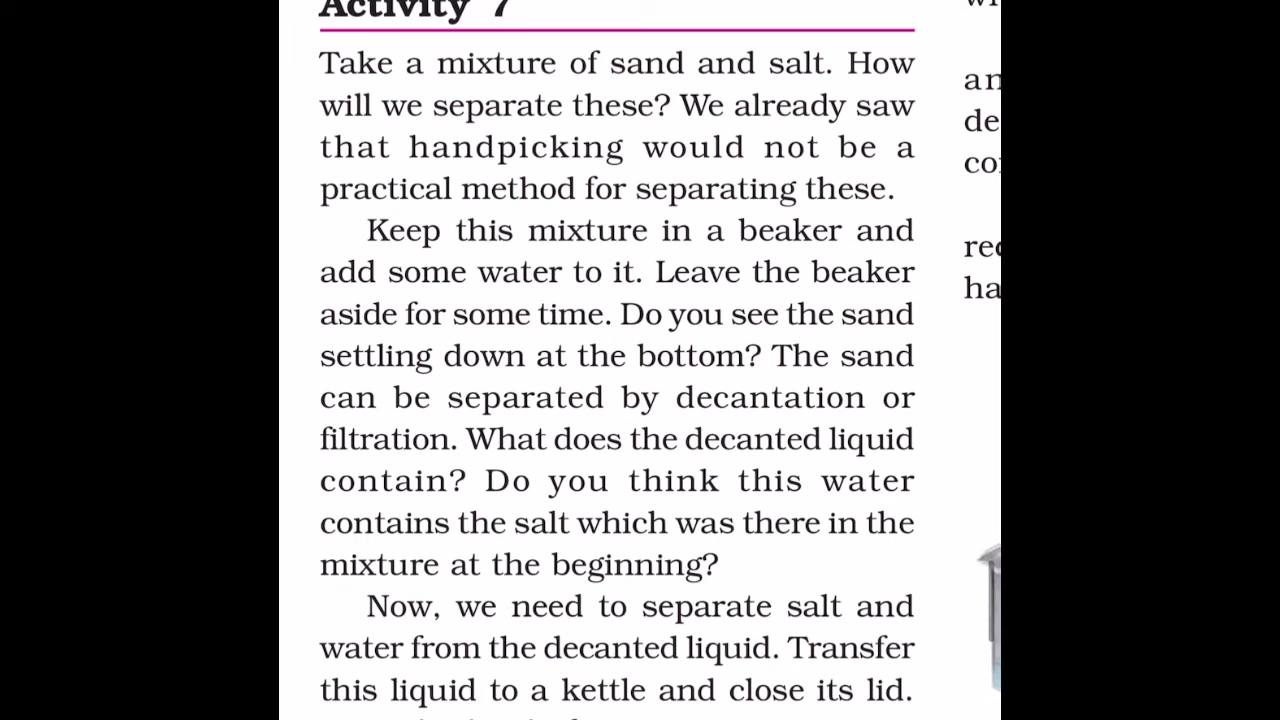 Activity 7
Take a mixture of sand and salt. How
will we separate these? We already saw
that handpicking would not be a
practical method for separating these.
Keep this mixture in a beaker and
add some water to it. Leave the beaker
aside for some time. Do you see the sand
settling down at the bottom? The sand
can be separated by decantation or
filtration. What does the decanted liquid
contain? Do you think this water
contains the salt which was there in the
mixture at the beginning?
Now, we need to separate salt and
water from the decanted liquid. Transfer
this liquid to a kettle and close its lid.
an
de
ha